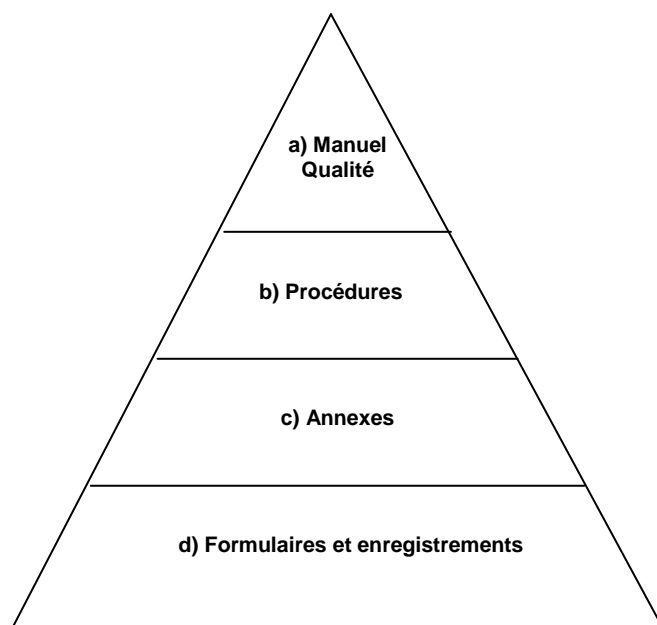 a) Manuel
Qualité
b) Procédures
c) Annexes
d) Formulaires et enregistrements